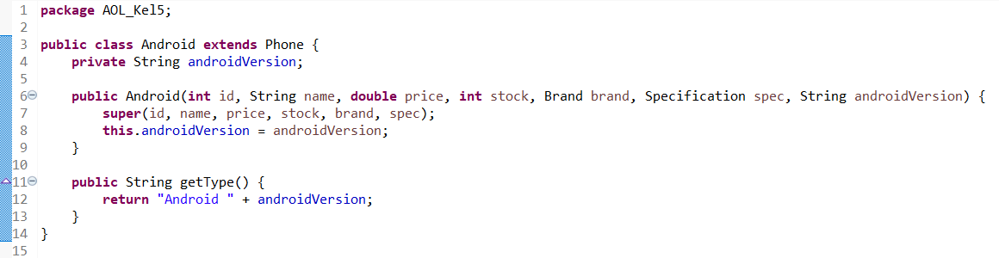 1 package AOL_Kel5;
2
3 public class Android extends Phone {
4     private String androidVersion;
5
6     public Android(int id, String name, double price, int stock, Brand brand, Specification spec, String androidVersion) {
7         super(id, name, price, stock, brand, spec);
8         this.androidVersion = androidVersion;
9     }
10
11     public String getType() {
12         return "Android " + androidVersion;
13     }
14 }
15